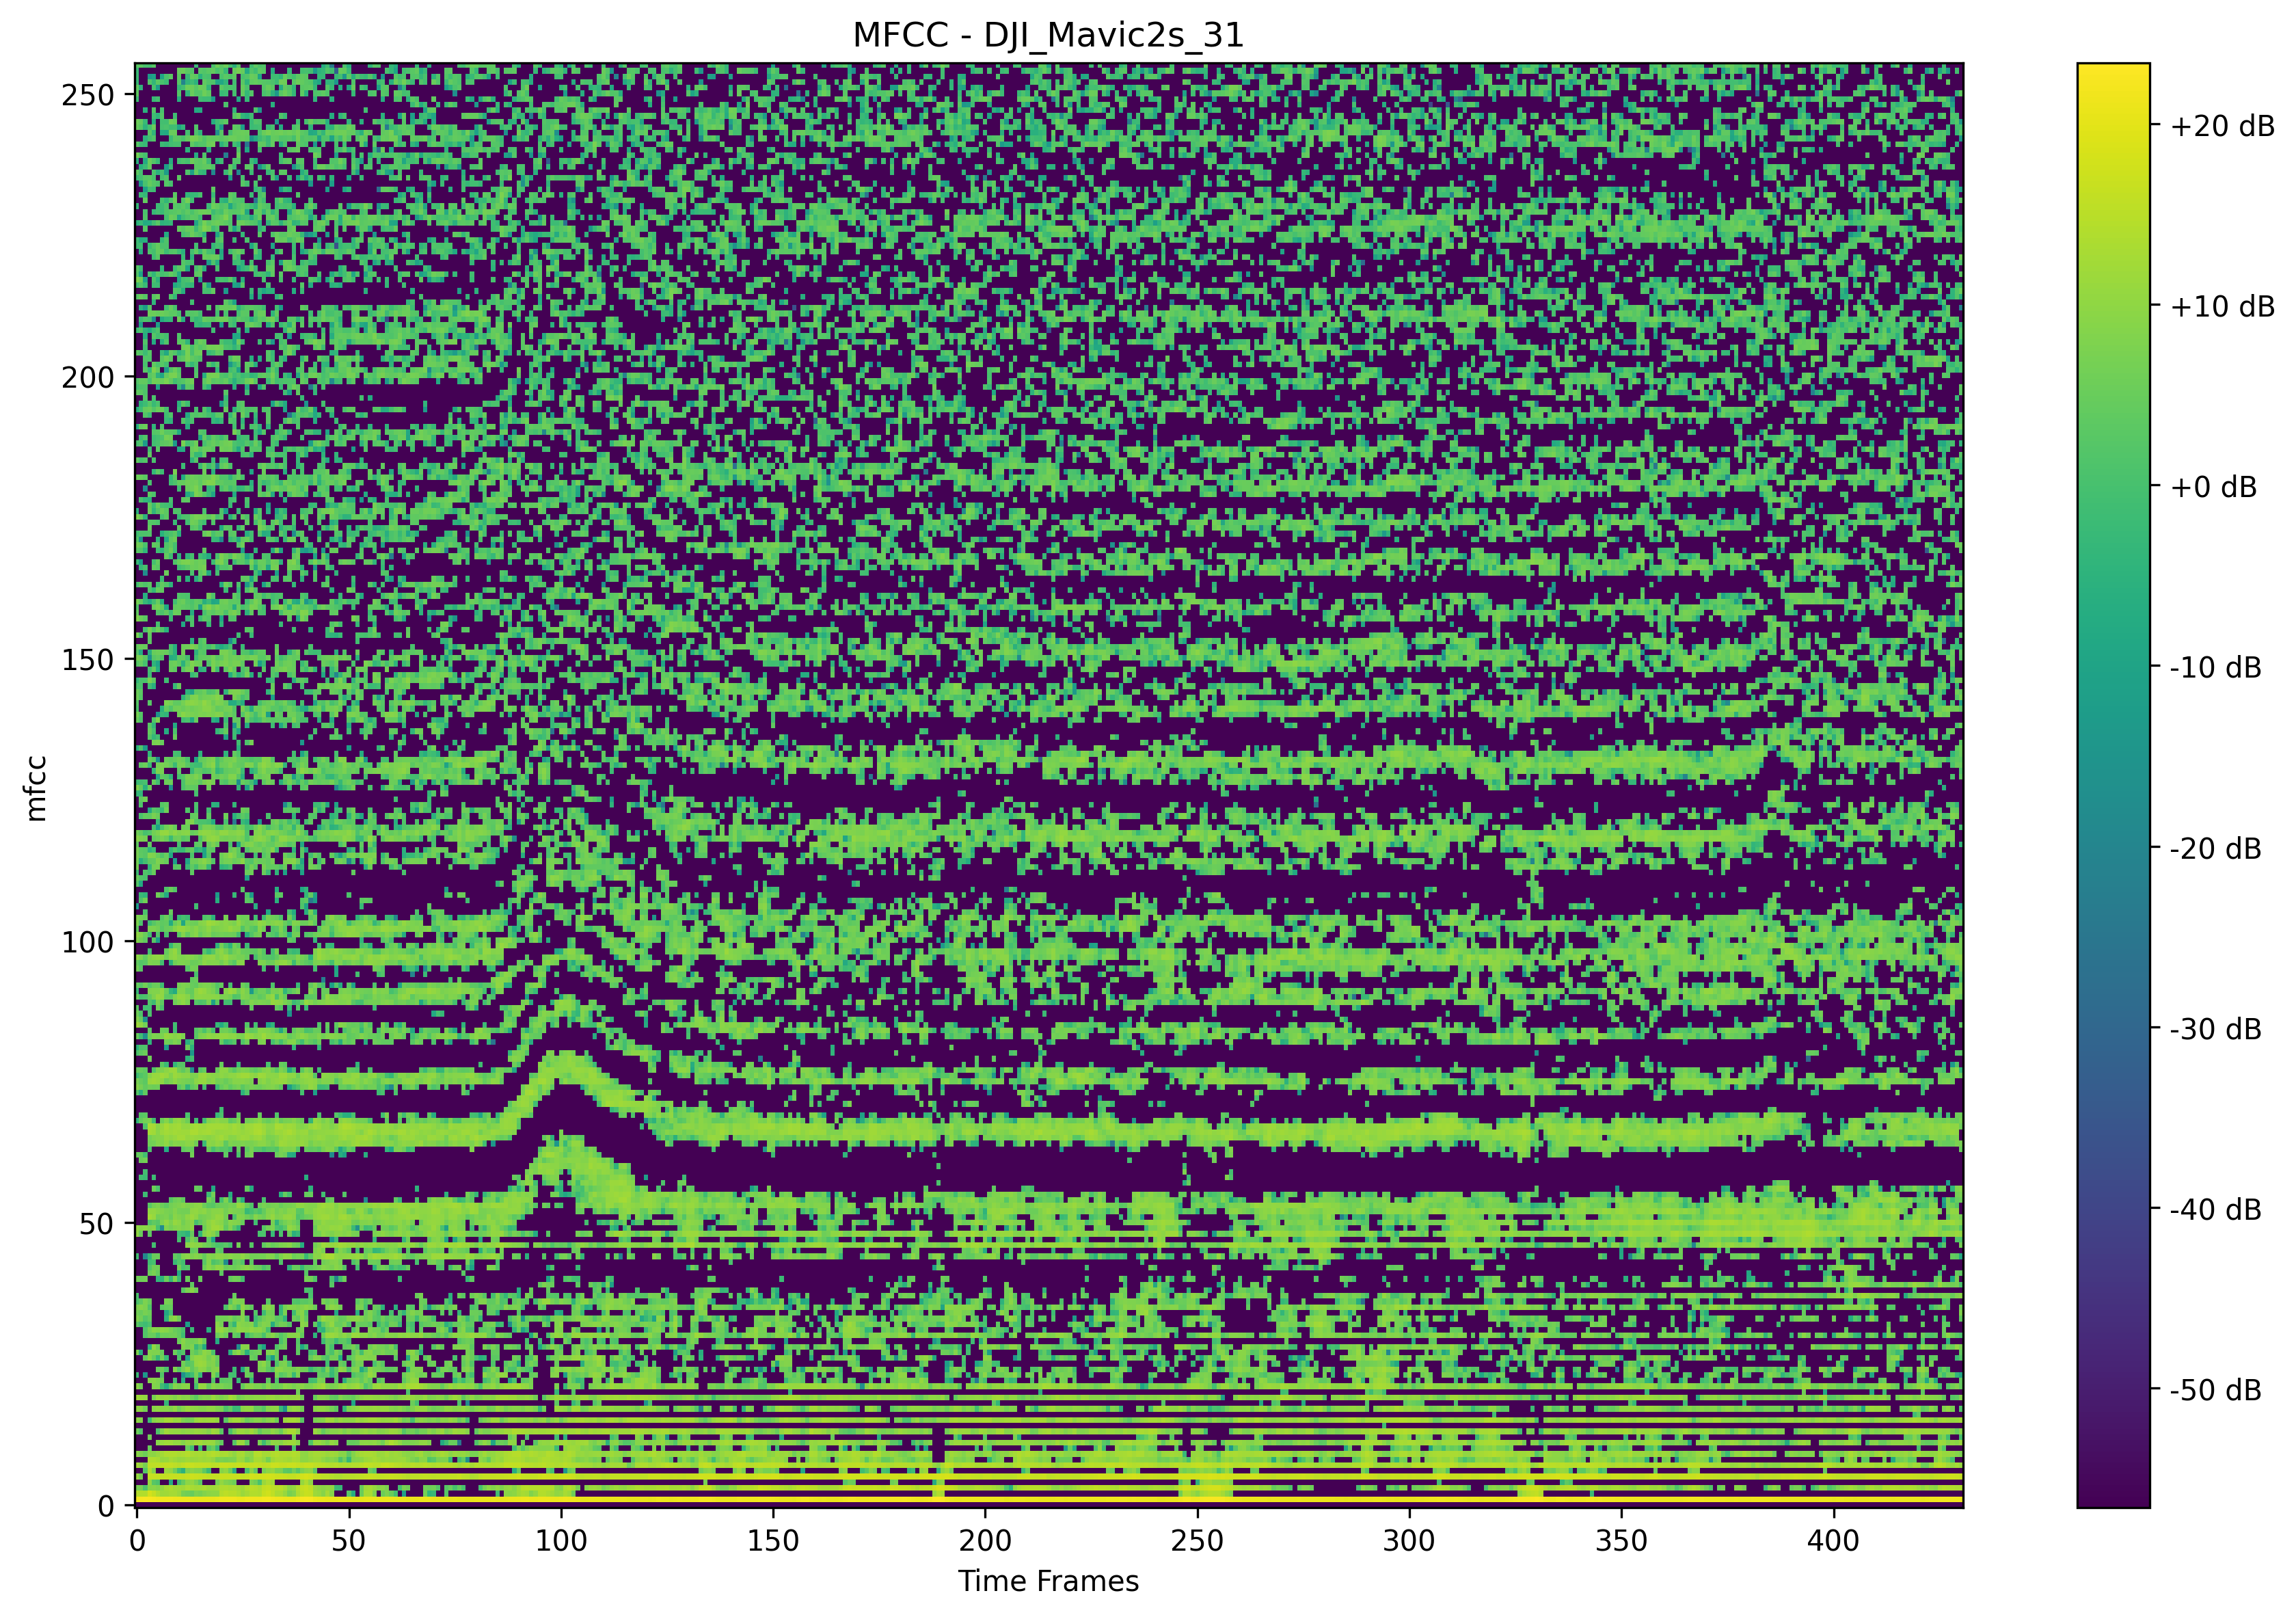 MFCC - DJI_Mavic2s_31
mfcc
250
200
150
100
50
0
0 50 100 150 200 250 300 350 400
Time Frames
+20 dB
+10 dB
+0 dB
-10 dB
-20 dB
-30 dB
-40 dB
-50 dB